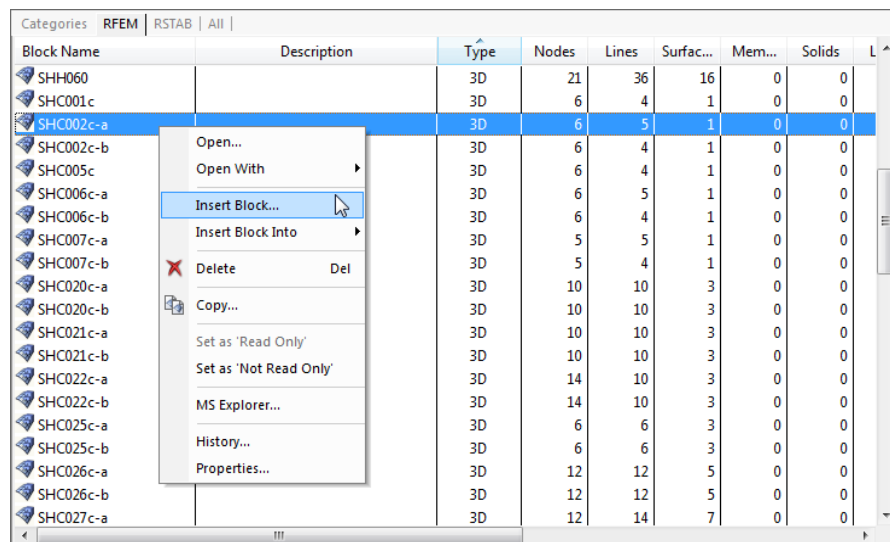 Categories RFEM | RSTAB | All |
Block Name Description Type Nodes Lines Surfac... Mem... Solids L
SHH060 3D 21 36 16 0 0
SHC001c 3D 6 4 1 0 0
SHC002c-a 3D 6 5 1 0 0
SHC002c-b 3D 6 4 1 0 0
SHC005c 3D 6 4 1 0 0
SHC006c-a 3D 6 5 1 0 0
SHC006c-b 3D 6 4 1 0 0
SHC007c-a 3D 5 5 1 0 0
SHC007c-b 3D 5 4 1 0 0
SHC020c-a 3D 10 10 3 0 0
SHC020c-b 3D 10 10 3 0 0
SHC021c-a 3D 10 10 3 0 0
SHC021c-b 3D 10 10 3 0 0
SHC022c-a 3D 14 10 3 0 0
SHC022c-b 3D 14 10 3 0 0
SHC025c-a 3D 6 6 3 0 0
SHC025c-b 3D 6 6 3 0 0
SHC026c-a 3D 12 12 5 0 0
SHC026c-b 3D 12 12 5 0 0
SHC027c-a 3D 12 14 7 0 0
Open...
Open With
Insert Block...
Insert Block Into
Delete Del
Copy...
Set as 'Read Only'
Set as 'Not Read Only'
MS Explorer...
History...
Properties...